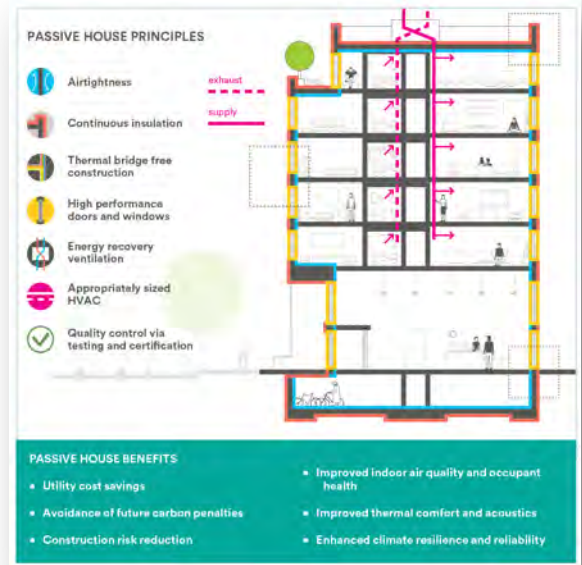 PASSIVE HOUSE PRINCIPLES
Airtightness
Continuous insulation
Thermal bridge free
construction
High performance
doors and windows
Energy recovery
ventilation
Appropriately sized
HVAC
Quality control via
testing and certification
exhaust
supply
PASSIVE HOUSE BENEFITS
• Utility cost savings
• Avoidance of future carbon penalties
• Construction risk reduction
• Improved indoor air quality and occupant
health
• Improved thermal comfort and acoustics
• Enhanced climate resilience and reliability